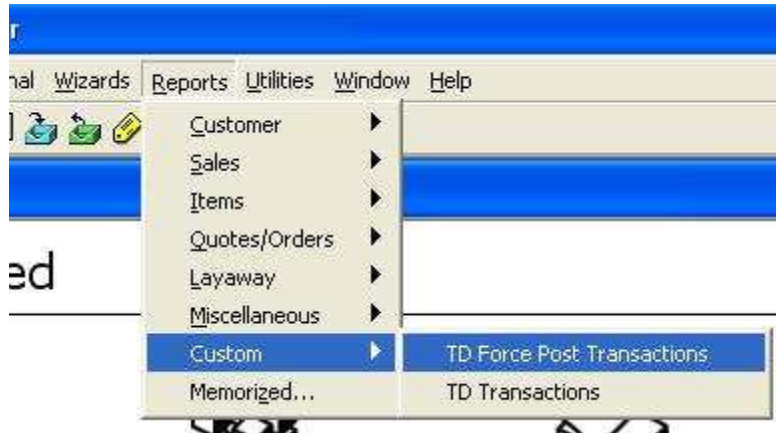 r
nal Wizards Reports Utilities Window Help
Customer
Sales
Items
Quotes/Orders
ed
Layaway
Miscellaneous
Custom TD Force Post Transactions
Memorized... TD Transactions